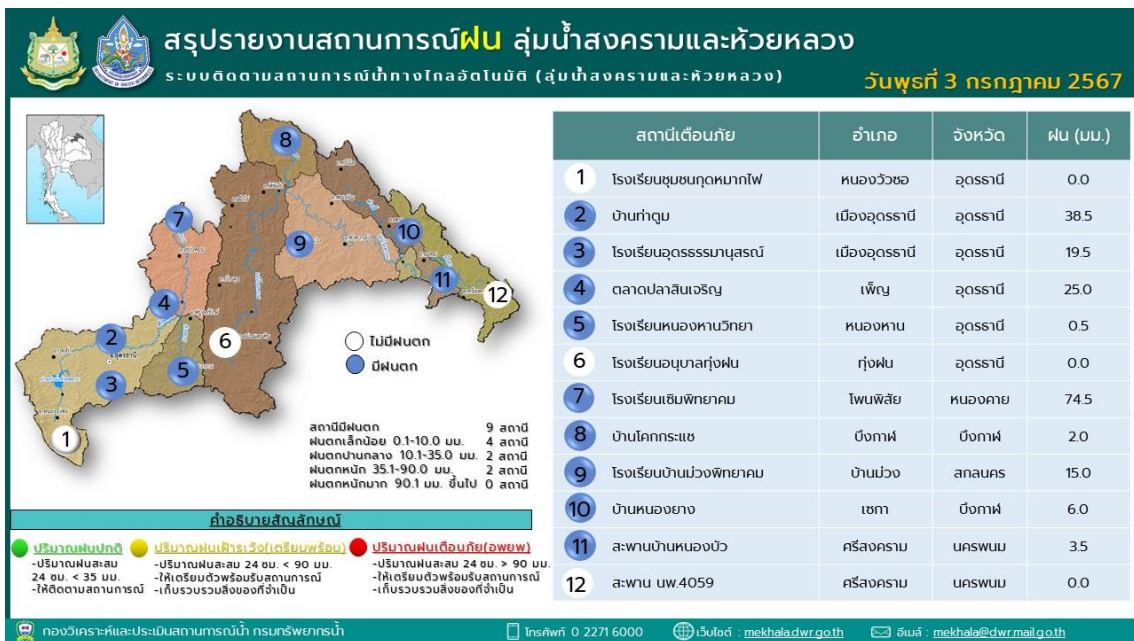 สรุปรายงานสถานการณ์ฝน ลุ่มน้ำสงครามและห้วยหลวง
ระบบติดตามสถานการณ์น้ำทางไกลอัตโนมัติ (ลุ่มน้ำสงครามและห้วยหลวง)
วันพุธที่ 3 กรกฎาคม 2567
8
7
9
10
11
12
4
2
6
3
5
1
ไม่มีฝนตก
มีฝนตก
สถานีมีฝนตก 9 สถานี
ฝนตกเล็กน้อย 0.1-10.0 มม. 4 สถานี
ฝนตกปานกลาง 10.1-35.0 มม. 2 สถานี
ฝนตกหนัก 35.1-90.0 มม. 2 สถานี
ฝนตกหนักมาก 90.1 มม. ขึ้นไป 0 สถานี
คำอธิบายสัญลักษณ์
ปริมาณฝนปกติ
-ปริมาณฝนสะสม
24 ชม. < 35 มม.
-ให้ติดตามสถานการณ์
ปริมาณฝนเฝ้าระวัง(เตรียมพร้อม)
-ปริมาณฝนสะสม 24 ชม. < 90 มม.
-ให้เตรียมตัวพร้อมรับสถานการณ์
-เก็บรวบรวมสิ่งของที่จำเป็น
ปริมาณฝนเตือนภัย(อพยพ)
-ปริมาณฝนสะสม 24 ชม. > 90 มม.
-ให้เตรียมตัวพร้อมรับสถานการณ์
-เก็บรวบรวมสิ่งของที่จำเป็น
สถานีเตือนภัย อำเภอ จังหวัด ฝน (มม.)
1 โรงเรียนชุมชนกุดหมากไฟ หนองวัวซอ อุดรธานี 0.0
2 บ้านท่าตูม เมืองอุดรธานี อุดรธานี 38.5
3 โรงเรียนอุดรธรรมานุสรณ์ เมืองอุดรธานี อุดรธานี 19.5
4 ตลาดปลาสินเจริญ เพ็ญ อุดรธานี 25.0
5 โรงเรียนหนองหานวิทยา หนองหาน อุดรธานี 0.5
6 โรงเรียนอนุบาลทุ่งฝน ทุ่งฝน อุดรธานี 0.0
7 โรงเรียนเซิมพิทยาคม โพนพิสัย หนองคาย 74.5
8 บ้านโคกกระแซ บึงกาฬ บึงกาฬ 2.0
9 โรงเรียนบ้านม่วงพิทยาคม บ้านม่วง สกลนคร 15.0
10 บ้านหนองยาง เซกา บึงกาฬ 6.0
11 สะพานบ้านหนองบัว ศรีสงคราม นครพนม 3.5
12 สะพาน นพ.4059 ศรีสงคราม นครพนม 0.0
กองวิเคราะห์และประเมินสถานการณ์น้ำ กรมทรัพยากรน้ำ โทรศัพท์ 0 2271 6000 เว็บไซต์ : mekhala.dwr.go.th อีเมล์ : mekhala@dwr.mail.go.th